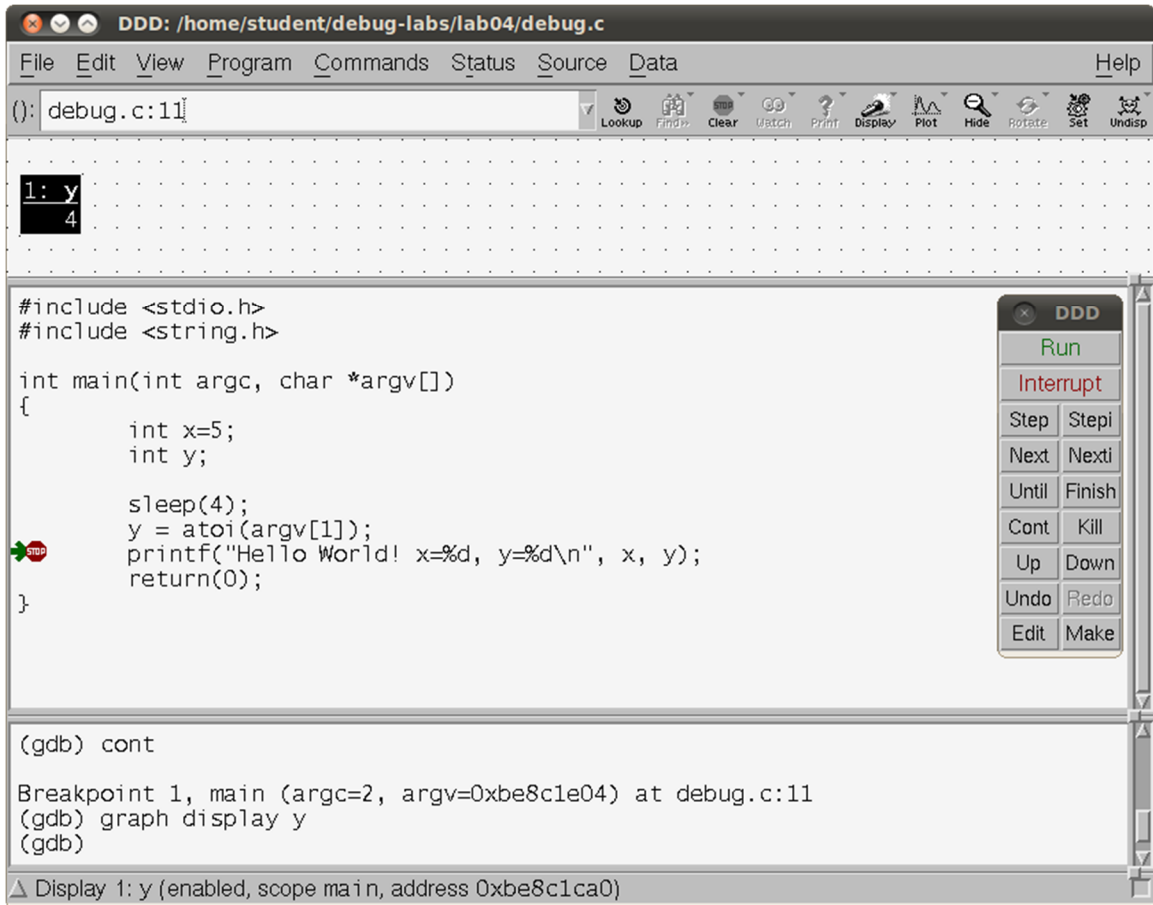 DDD: /home/student/debug-labs/lab04/debug.c
File Edit View Program Commands Status Source Data Help
(): debug.c:11
Lookup Find» Clear Watch Print Display Plot Hide Rotate Set Undisp
STOP
1: y
4
#include <stdio.h>
#include <string.h>
int main(int argc, char *argv[])
{
int x=5;
int y;
sleep(4);
y = atoi(argv[1]);
STOP
printf("Hello World! x=%d, y=%d\n", x, y);
return(0);
}
DDD
Run
Interrupt
Step Stepi
Next Nexti
Until Finish
Cont Kill
Up Down
Undo Redo
Edit Make
(gdb) cont
Breakpoint 1, main (argc=2, argv=0xbe8c1e04) at debug.c:11
(gdb) graph display y
(gdb)
Display 1: y (enabled, scope main, address 0xbe8c1ca0)